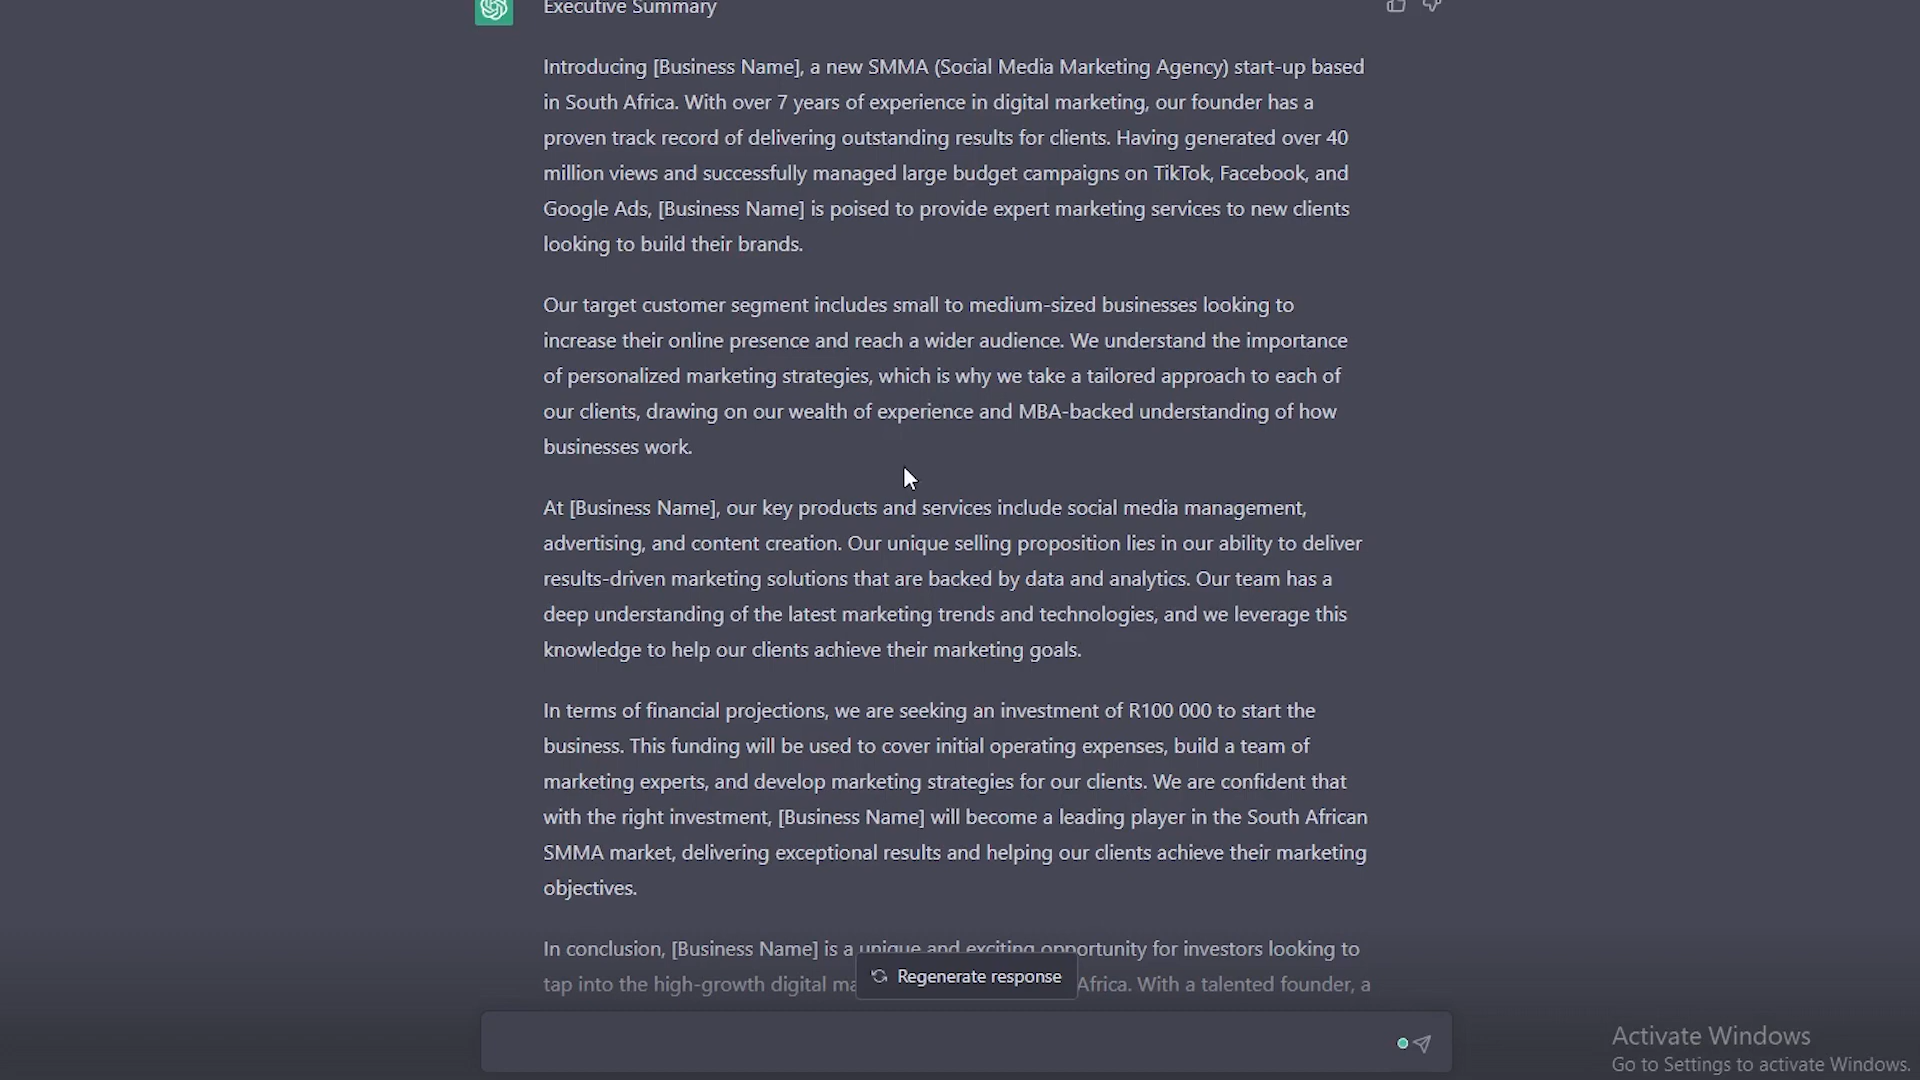 Executive Summary
Introducing [Business Name], a new SMMA (Social Media Marketing Agency) start-up based
in South Africa. With over 7 years of experience in digital marketing, our founder has a
proven track record of delivering outstanding results for clients. Having generated over 40
million views and successfully managed large budget campaigns on TikTok, Facebook, and
Google Ads, [Business Name] is poised to provide expert marketing services to new clients
looking to build their brands.
Our target customer segment includes small to medium-sized businesses looking to
increase their online presence and reach a wider audience. We understand the importance
of personalized marketing strategies, which is why we take a tailored approach to each of
our clients, drawing on our wealth of experience and MBA-backed understanding of how
businesses work.
At [Business Name], our key products and services include social media management,
advertising, and content creation. Our unique selling proposition lies in our ability to deliver
results-driven marketing solutions that are backed by data and analytics. Our team has a
deep understanding of the latest marketing trends and technologies, and we leverage this
knowledge to help our clients achieve their marketing goals.
In terms of financial projections, we are seeking an investment of R100 000 to start the
business. This funding will be used to cover initial operating expenses, build a team of
marketing experts, and develop marketing strategies for our clients. We are confident that
with the right investment, [Business Name] will become a leading player in the South African
SMMA market, delivering exceptional results and helping our clients achieve their marketing
objectives.
In conclusion, [Business Name] is a unique and exciting opportunity for investors looking to
tap into the high-growth digital Africa. With a talented founder, a
Regenerate response
Activate Windows
Go to Settings to activate Windows.